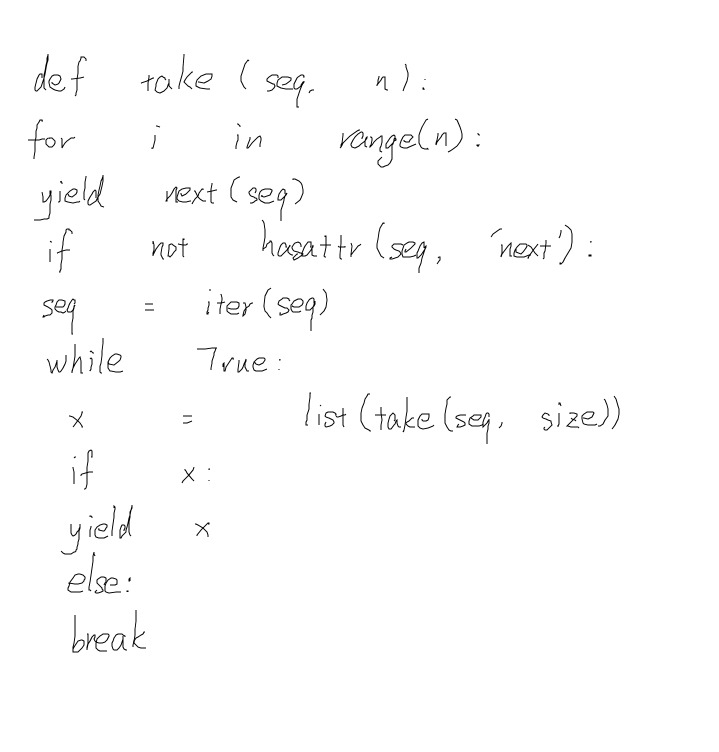 def take (seq, n):
for i in range(n):
yield next (seq)
if not hasattr (seq, 'next'):
seq = iter (seq)
while True:
x = list (take (seq, size))
if x:
yield x
else:
break